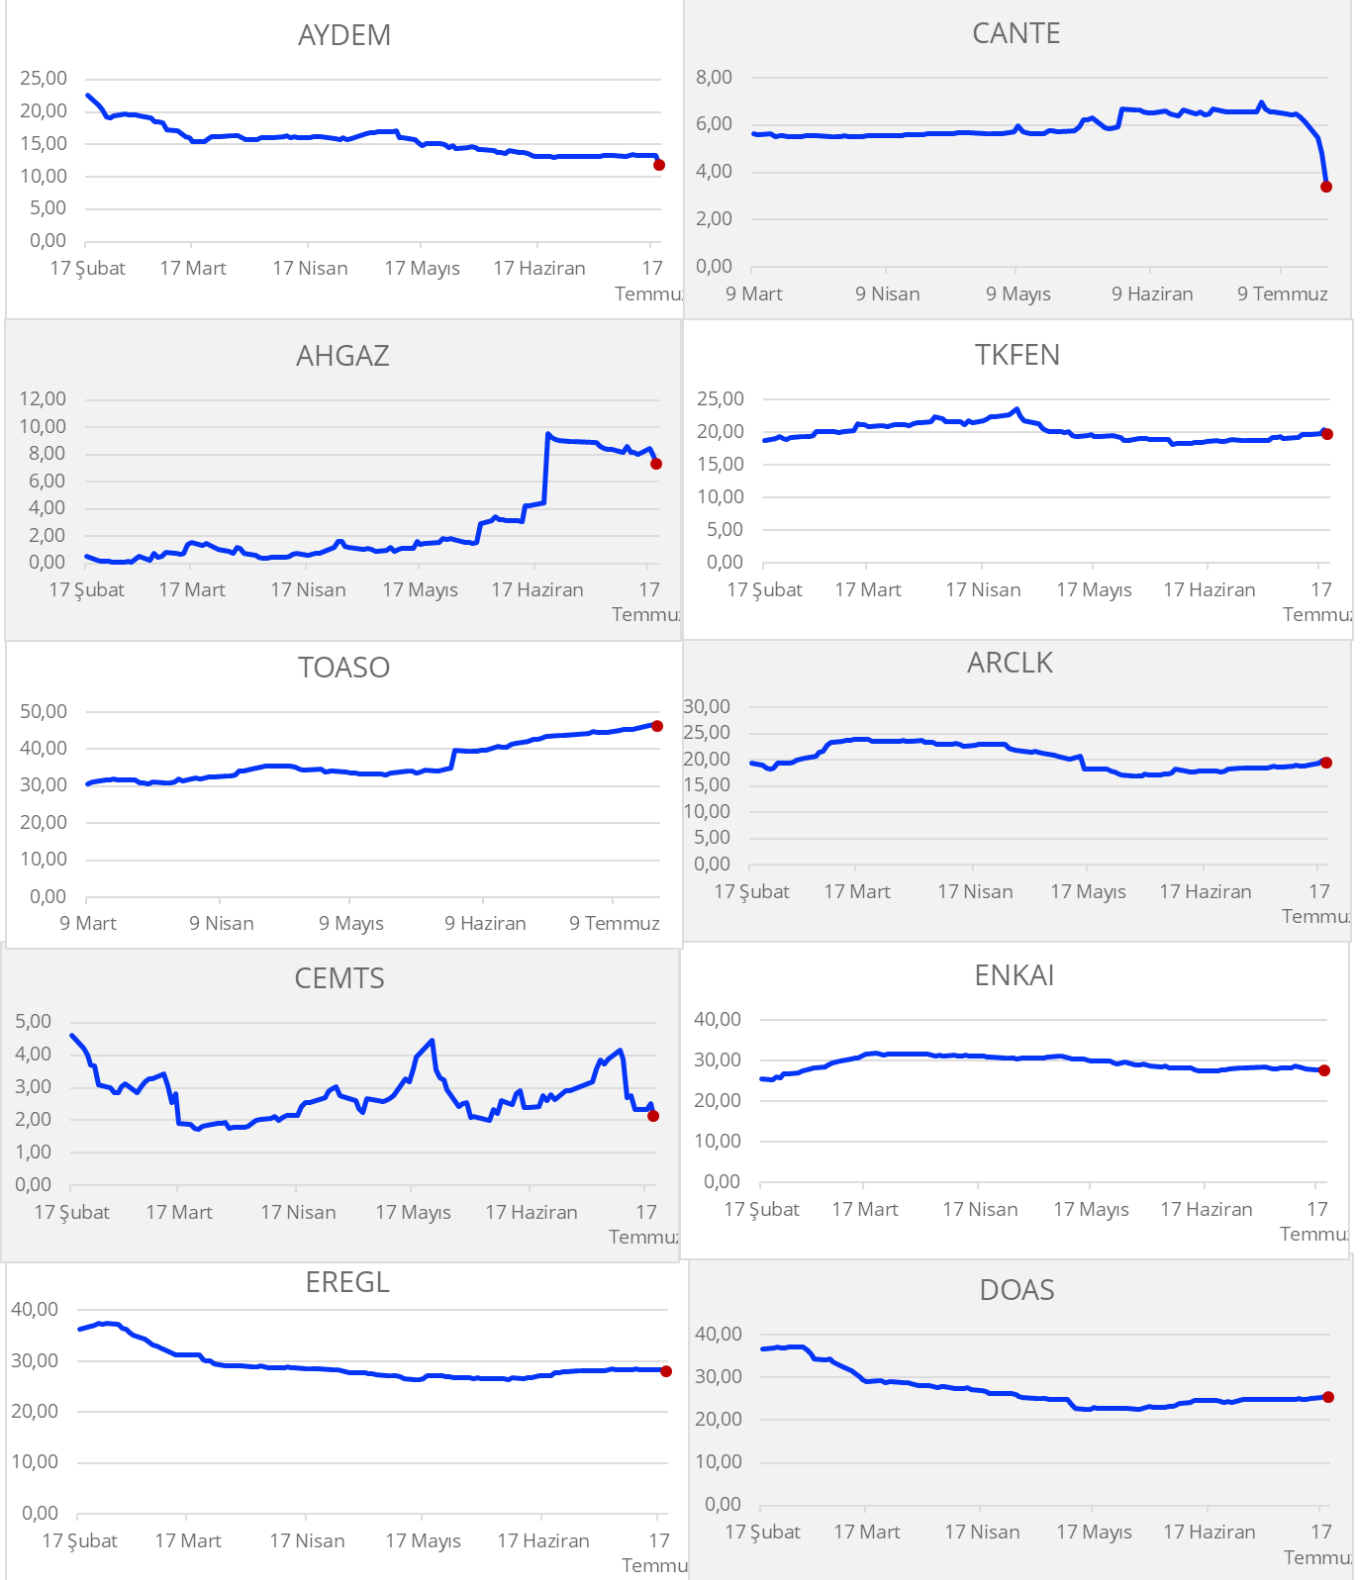 AYDEM
25,00
20,00
15,00
10,00
5,00
0,00
17 Şubat 17 Mart 17 Nisan 17 Mayıs 17 Haziran 17
Temmuz
CANTE
8,00
6,00
4,00
2,00
0,00
9 Mart 9 Nisan 9 Mayıs 9 Haziran 9 Temmuz
AHGAZ
12,00
10,00
8,00
6,00
4,00
2,00
0,00
17 Şubat 17 Mart 17 Nisan 17 Mayıs 17 Haziran 17
Temmuz
TKFEN
25,00
20,00
15,00
10,00
5,00
0,00
17 Şubat 17 Mart 17 Nisan 17 Mayıs 17 Haziran 17
Temmuz
TOASO
50,00
40,00
30,00
20,00
10,00
0,00
9 Mart 9 Nisan 9 Mayıs 9 Haziran 9 Temmuz
ARCLK
30,00
25,00
20,00
15,00
10,00
5,00
0,00
17 Şubat 17 Mart 17 Nisan 17 Mayıs 17 Haziran 17
Temmuz
CEMTS
5,00
4,00
3,00
2,00
1,00
0,00
17 Şubat 17 Mart 17 Nisan 17 Mayıs 17 Haziran 17
Temmuz
ENKAI
40,00
30,00
20,00
10,00
0,00
17 Şubat 17 Mart 17 Nisan 17 Mayıs 17 Haziran 17
Temmuz
EREGL
40,00
30,00
20,00
10,00
0,00
17 Şubat 17 Mart 17 Nisan 17 Mayıs 17 Haziran 17
Temmu
DOAS
40,00
30,00
20,00
10,00
0,00
17 Şubat 17 Mart 17 Nisan 17 Mayıs 17 Haziran 17
Temmu